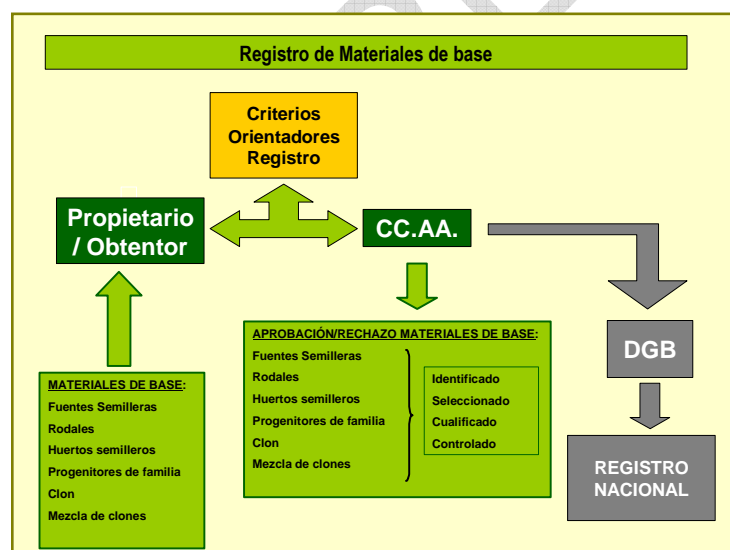 Registro de Materiales de base
Criterios
Orientadores
Registro
Propietario
/ Obtentor
CC.AA.
DGB
REGISTRO
NACIONAL
MATERIALES DE BASE:
Fuentes Semilleras
Rodales
Huertos semilleros
Progenitores de familia
Clon
Mezcla de clones
APROBACIÓN/RECHAZO MATERIALES DE BASE:
Fuentes Semilleras
Rodales
Huertos semilleros
Progenitores de familia
Clon
Mezcla de clones
Identificado
Seleccionado
Cualificado
Controlado